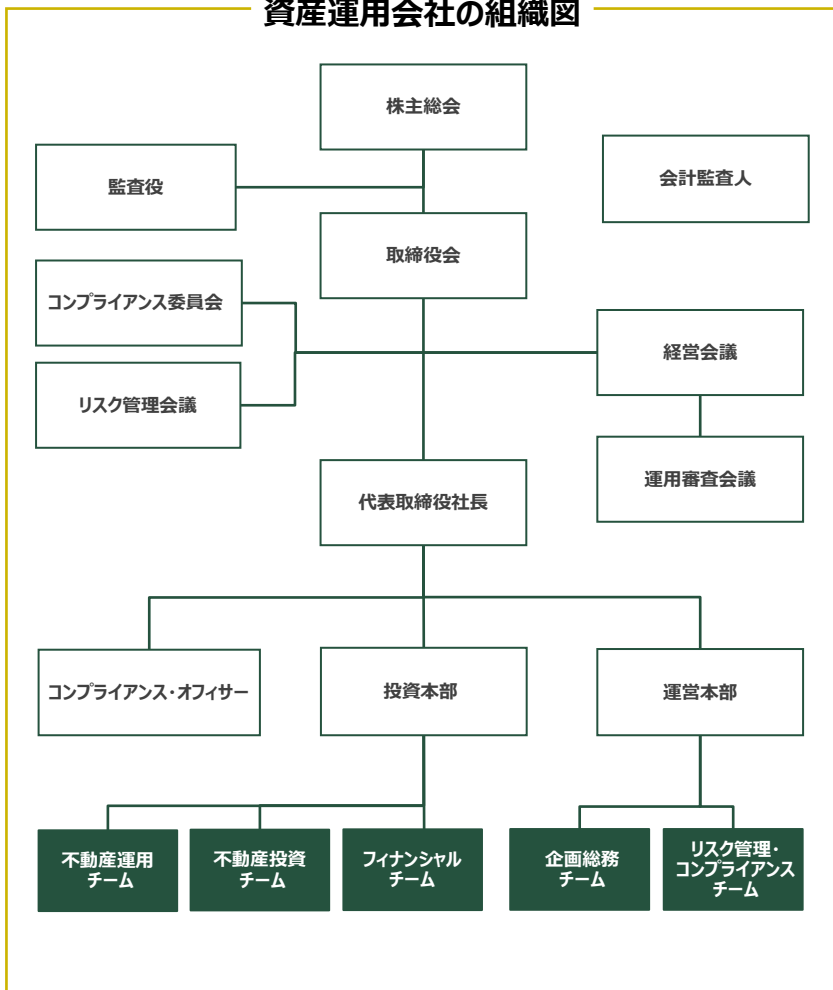 資産運用会社の組織図
株主総会
監査役
会計監査人
取締役会
コンプライアンス委員会
経営会議
リスク管理会議
運用審査会議
代表取締役社長
コンプライアンス・オフィサー
投資本部
運営本部
不動産運用
チーム
不動産投資
チーム
フィナンシャル
チーム
企画総務
チーム
リスク管理・
コンプライアンス
チーム